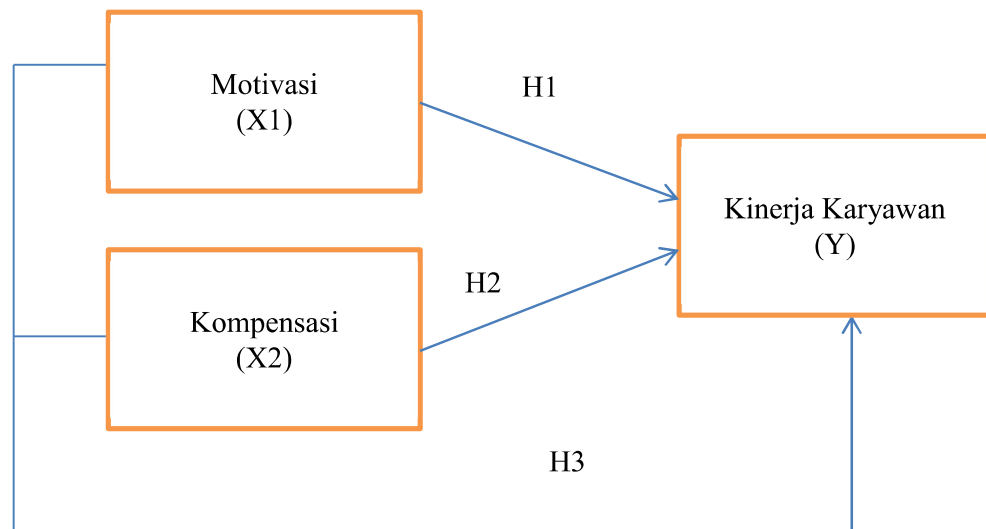 Motivasi
(X1)
H1
Kinerja Karyawan
(Y)
H2
Kompensasi
(X2)
H3